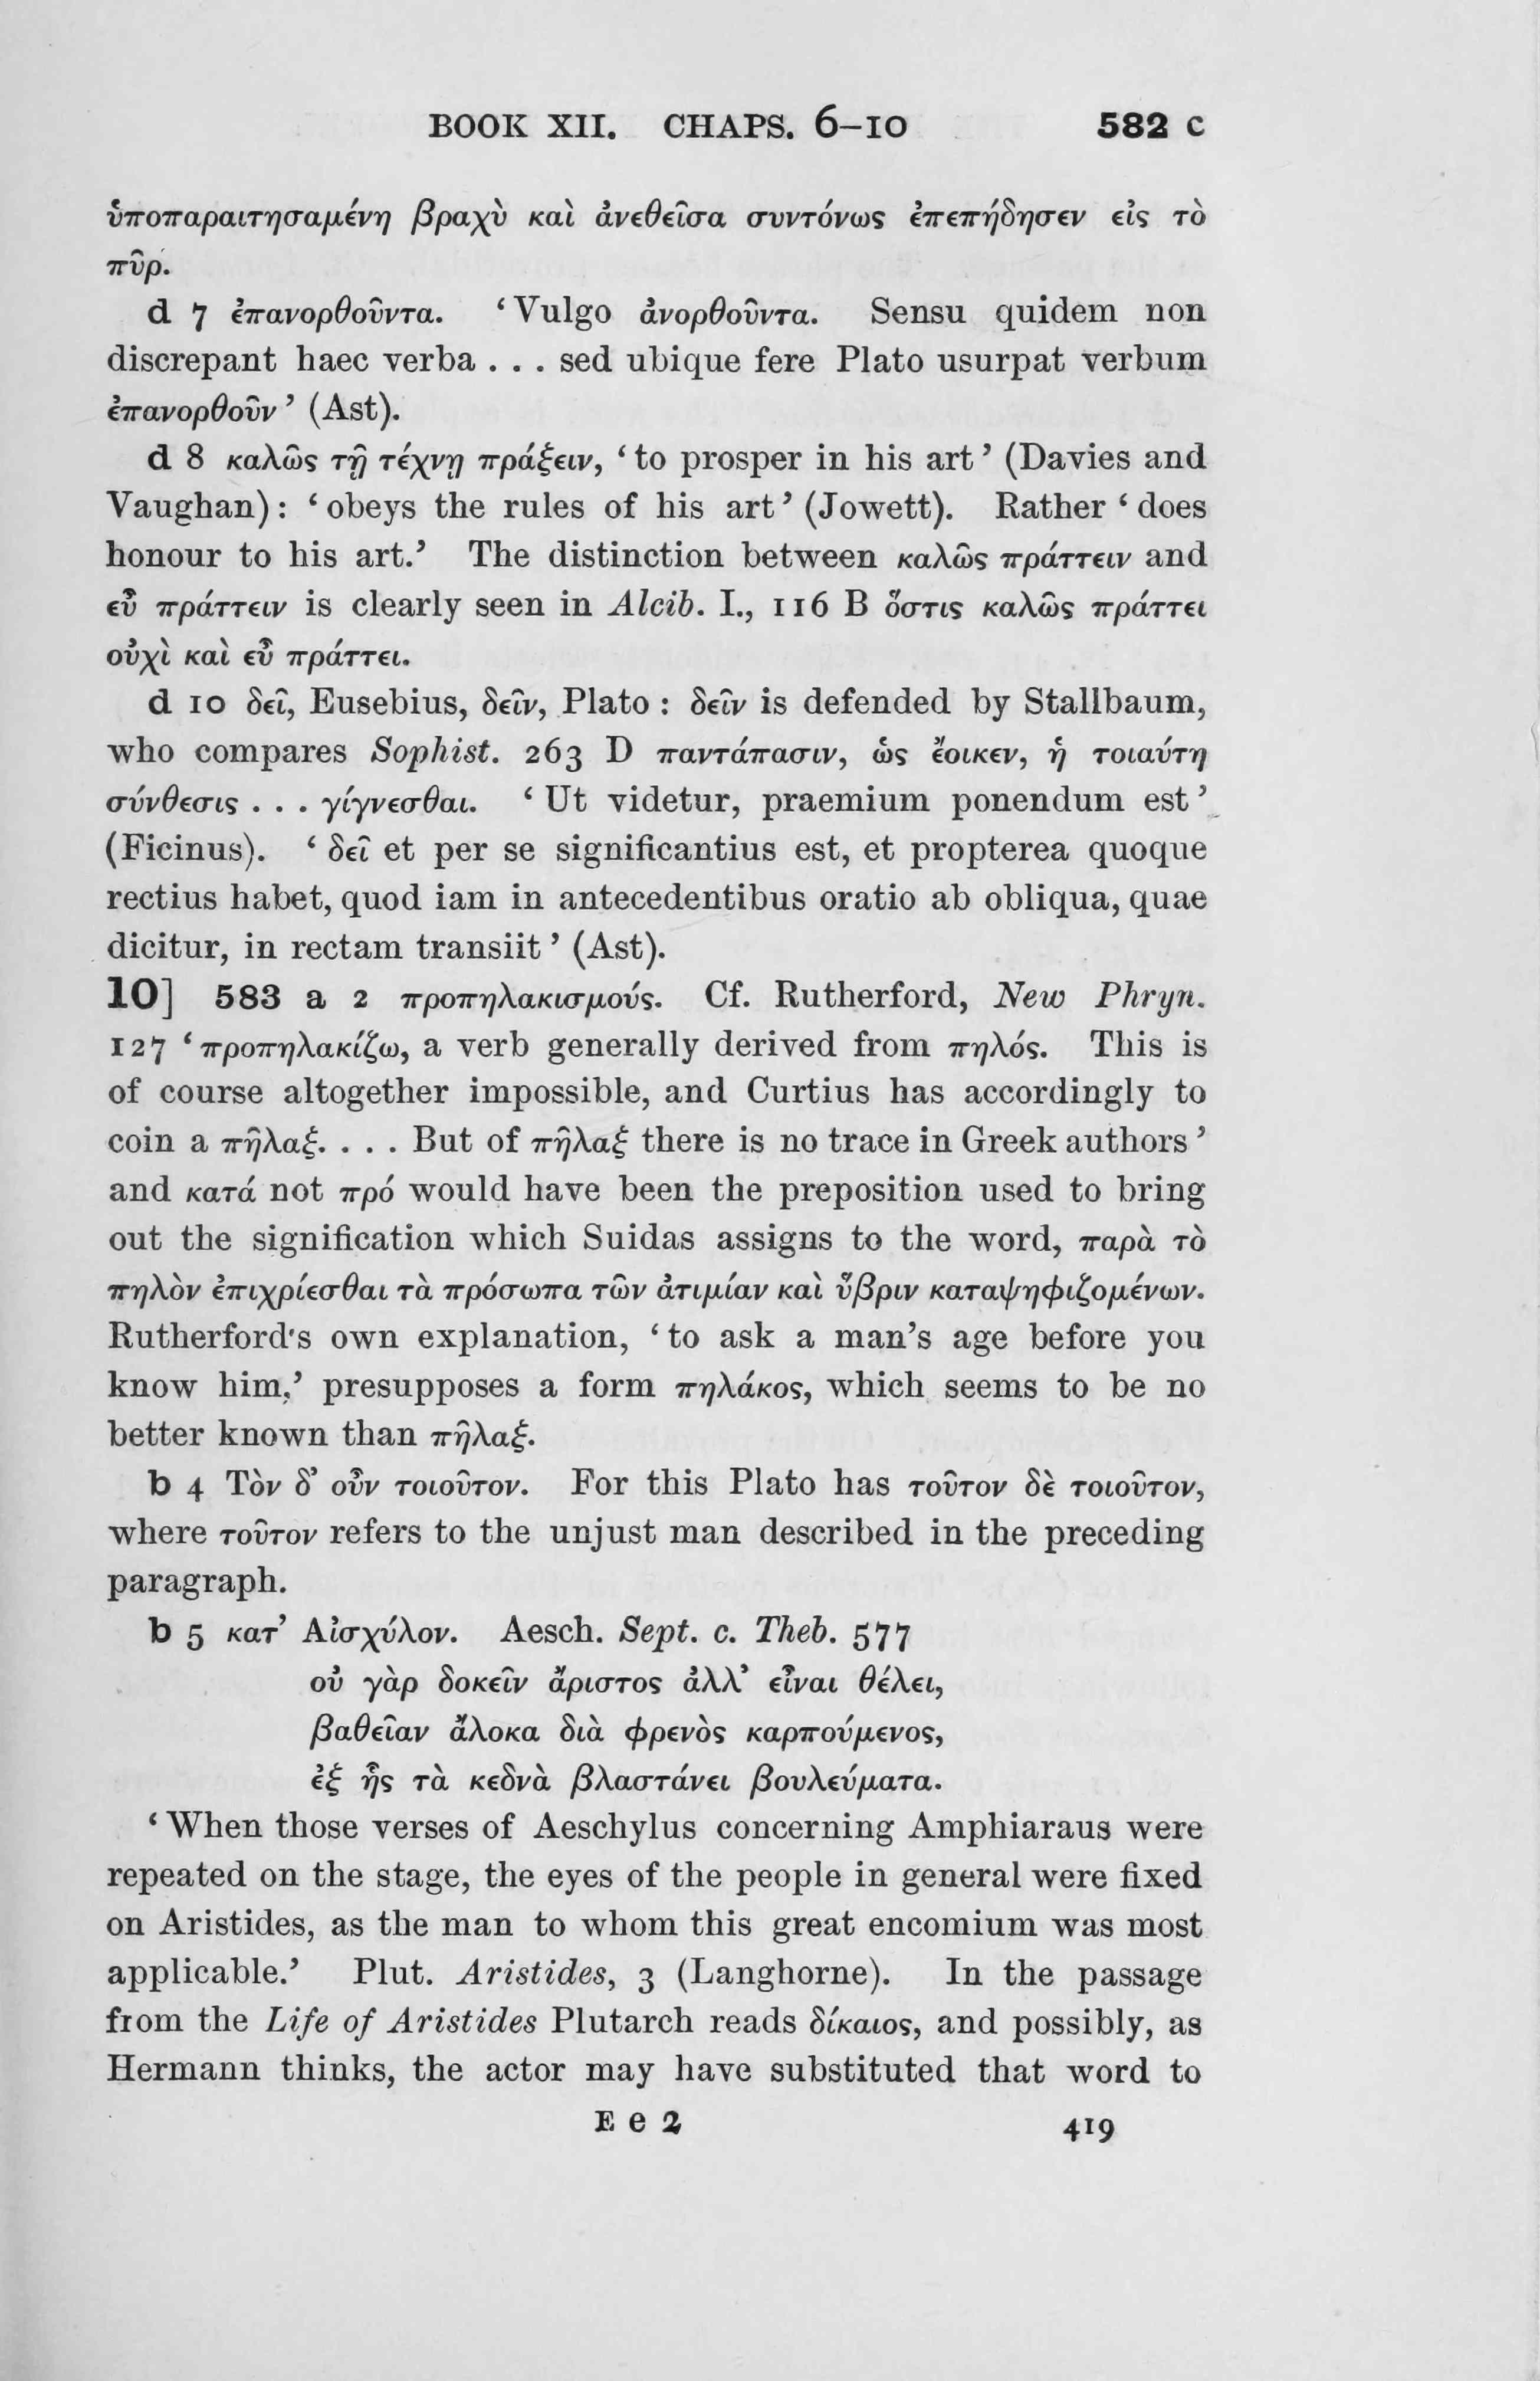 BOOK XII. CHAPS. 6–10 582 c
ὑποπαραιτησαμένη βραχὺ καὶ ἀνεθεῖσα συντόνως ἐπεπήδησεν εἰς τὸ
πῦρ.
d 7 ἐπανορθοῦντα. ‘Vulgo ἀνορθοῦντα. Sensu quidem non
discrepant haec verba . . . sed ubique fere Plato usurpat verbum
ἐπανορθοῦν’ (Ast).
d 8 καλῶς τῇ τέχνῃ πράξειν, ‘to prosper in his art’ (Davies and
Vaughan): ‘obeys the rules of his art’ (Jowett). Rather ‘does
honour to his art.’ The distinction between καλῶς πράττειν and
εὖ πράττειν is clearly seen in Alcib. I., 116 B ὅστις καλῶς πράττει
οὐχὶ καὶ εὖ πράττει.
d 10 δεῖ, Eusebius, δεῖν, Plato : δεῖν is defended by Stallbaum,
who compares Sophist. 263 D παντάπασιν, ὡς ἔοικεν, ἡ τοιαύτη
σύνθεσις . . . γίγνεσθαι. ‘Ut videtur, praemium ponendum est’
(Ficinus). ‘δεῖ et per se significantius est, et propterea quoque
rectius habet, quod iam in antecedentibus oratio ab obliqua, quae
dicitur, in rectam transiit’ (Ast).
10] 583 a 2 προπηλακισμούς. Cf. Rutherford, New Phryn.
127 ‘προπηλακίζω, a verb generally derived from πηλός. This is
of course altogether impossible, and Curtius has accordingly to
coin a πῆλαξ. . . . But of πῆλαξ there is no trace in Greek authors’
and κατά not πρό would have been the preposition used to bring
out the signification which Suidas assigns to the word, παρὰ τὸ
πηλὸν ἐπιχρίεσθαι τὰ πρόσωπα τῶν ἀτιμίαν καὶ ὕβριν καταψηφιζομένων.
Rutherford's own explanation, ‘to ask a man’s age before you
know him,’ presupposes a form πηλάκος, which seems to be no
better known than πῆλαξ.
b 4 Τὸν δ’ οὖν τοιοῦτον. For this Plato has τοῦτον δὲ τοιοῦτον,
where τοῦτον refers to the unjust man described in the preceding
paragraph.
b 5 κατ’ Αἰσχύλον. Aesch. Sept. c. Theb. 577
οὐ γὰρ δοκεῖν ἄριστος ἀλλ’ εἶναι θέλει,
βαθεῖαν ἄλοκα διὰ φρενὸς καρπούμενος,
ἐξ ἧς τὰ κεδνὰ βλαστάνει βουλεύματα.
‘When those verses of Aeschylus concerning Amphiaraus were
repeated on the stage, the eyes of the people in general were fixed
on Aristides, as the man to whom this great encomium was most
applicable.’ Plut. Aristides, 3 (Langhorne). In the passage
from the Life of Aristides Plutarch reads δίκαιος, and possibly, as
Hermann thinks, the actor may have substituted that word to
E e 2 419